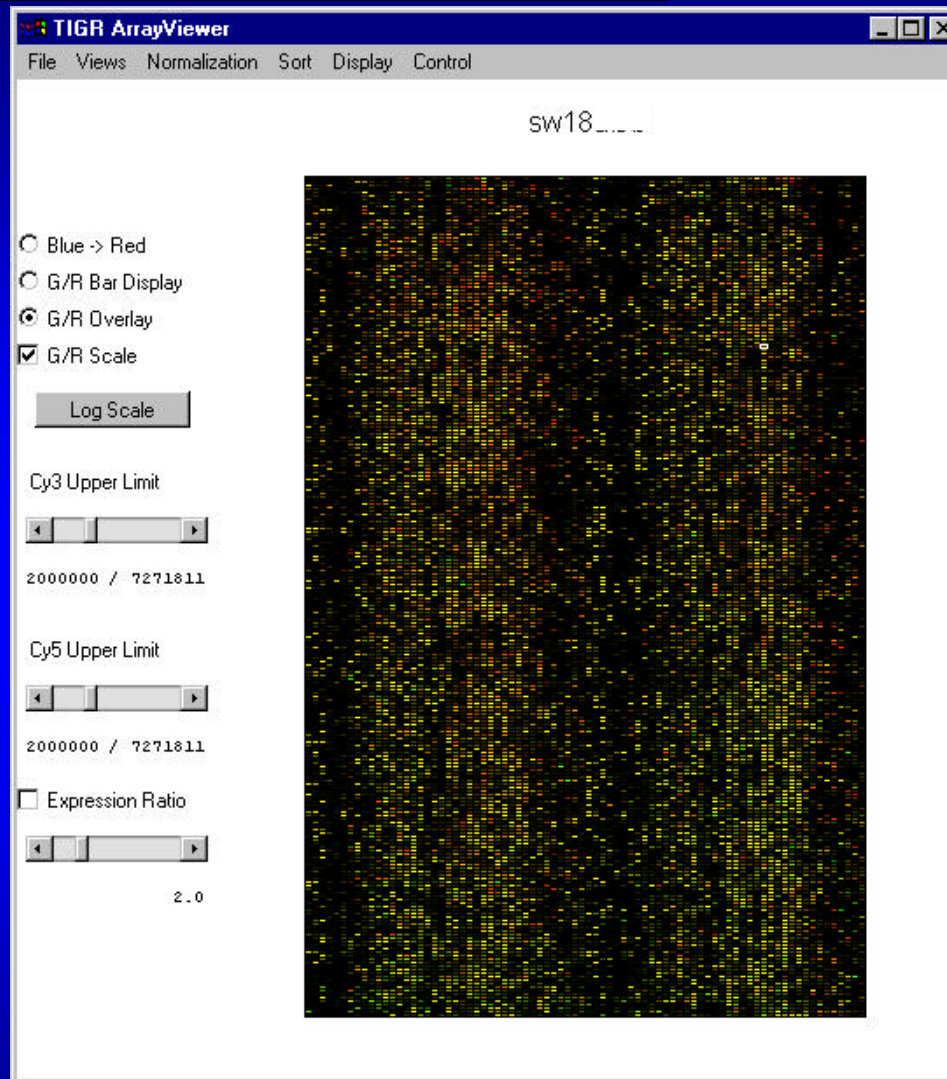 TIGR ArrayViewer
File Views Normalization Sort Display Control
sw18
Blue -> Red
G/R Bar Display
G/R Overlay
G/R Scale
Log Scale
Cy3 Upper Limit
2000000 / 7271811
Cy5 Upper Limit
2000000 / 7271811
Expression Ratio
2.0